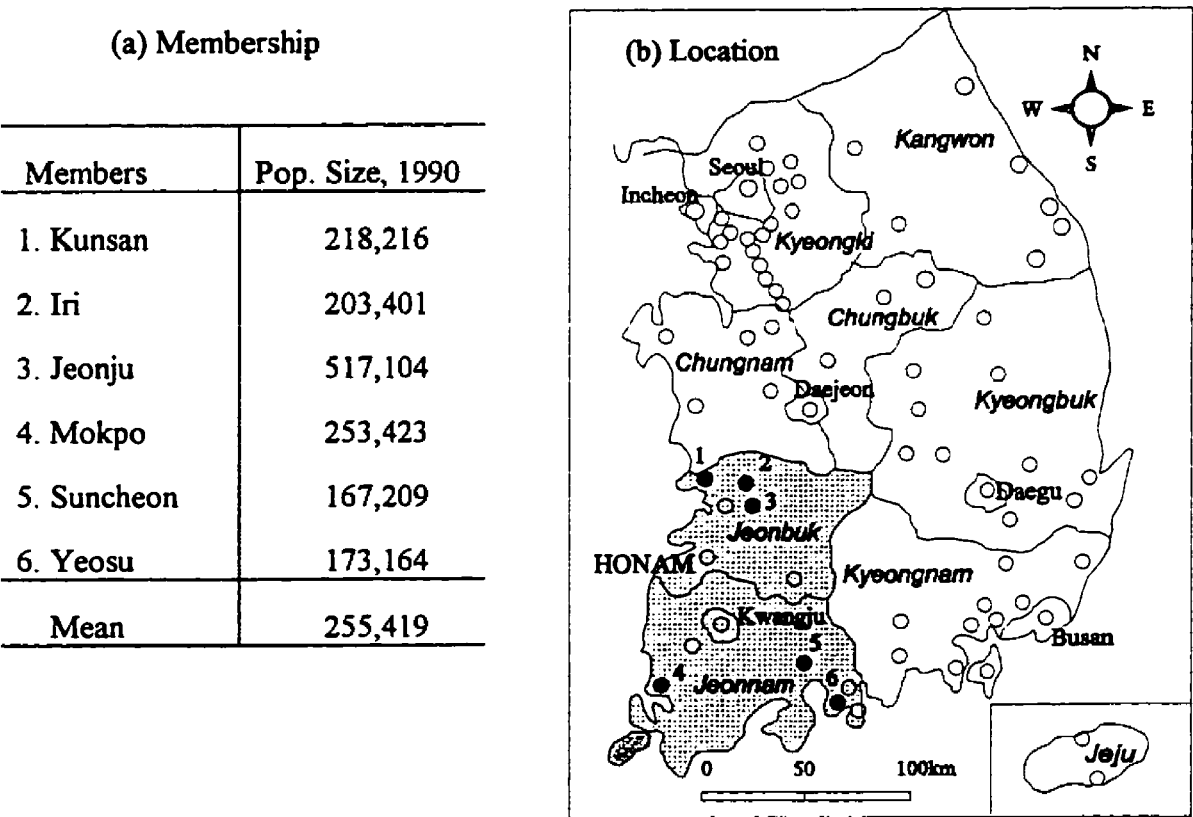 (a) Membership
Members Pop. Size, 1990
1. Kunsan 218,216
2. Iri 203,401
3. Jeonju 517,104
4. Mokpo 253,423
5. Suncheon 167,209
6. Yeosu 173,164
Mean 255,419
(b) Location
N
W E
S
Kangwon
Seoul
Incheon
Kyeongki
Chungbuk
Chungnam
Daejeon
Kyeongbuk
1
2
Daegu
3
Jeonbuk
HONAM
Kyeongnam
Kwangju
Busan
5
4
Jeonnam
6
Jeju
0 50 100km